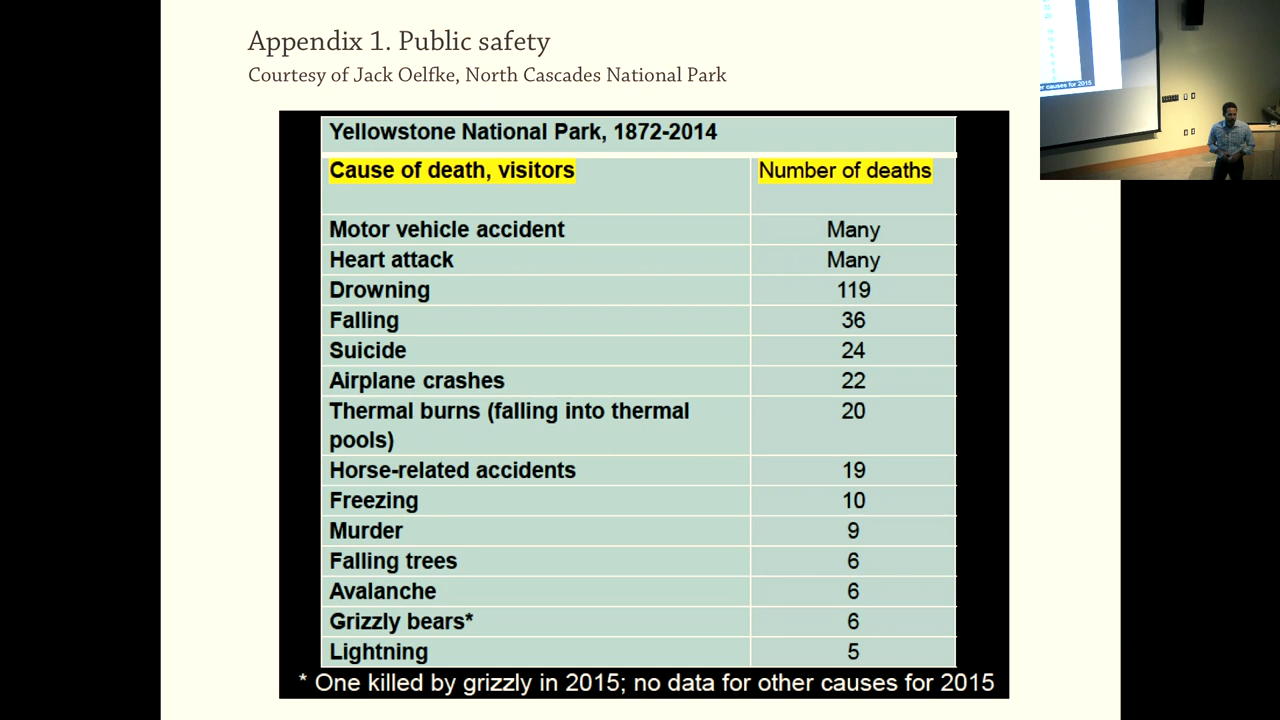 Appendix 1. Public safety
Courtesy of Jack Oelfke, North Cascades National Park
Yellowstone National Park, 1872-2014
Cause of death, visitors Number of deaths
Motor vehicle accident Many
Heart attack Many
Drowning 119
Falling 36
Suicide 24
Airplane crashes 22
Thermal burns (falling into thermal 20
pools)
Horse-related accidents 19
Freezing 10
Murder 9
Falling trees 6
Avalanche 6
Grizzly bears* 6
Lightning 5
* One killed by grizzly in 2015; no data for other causes for 2015
er causes for 2015